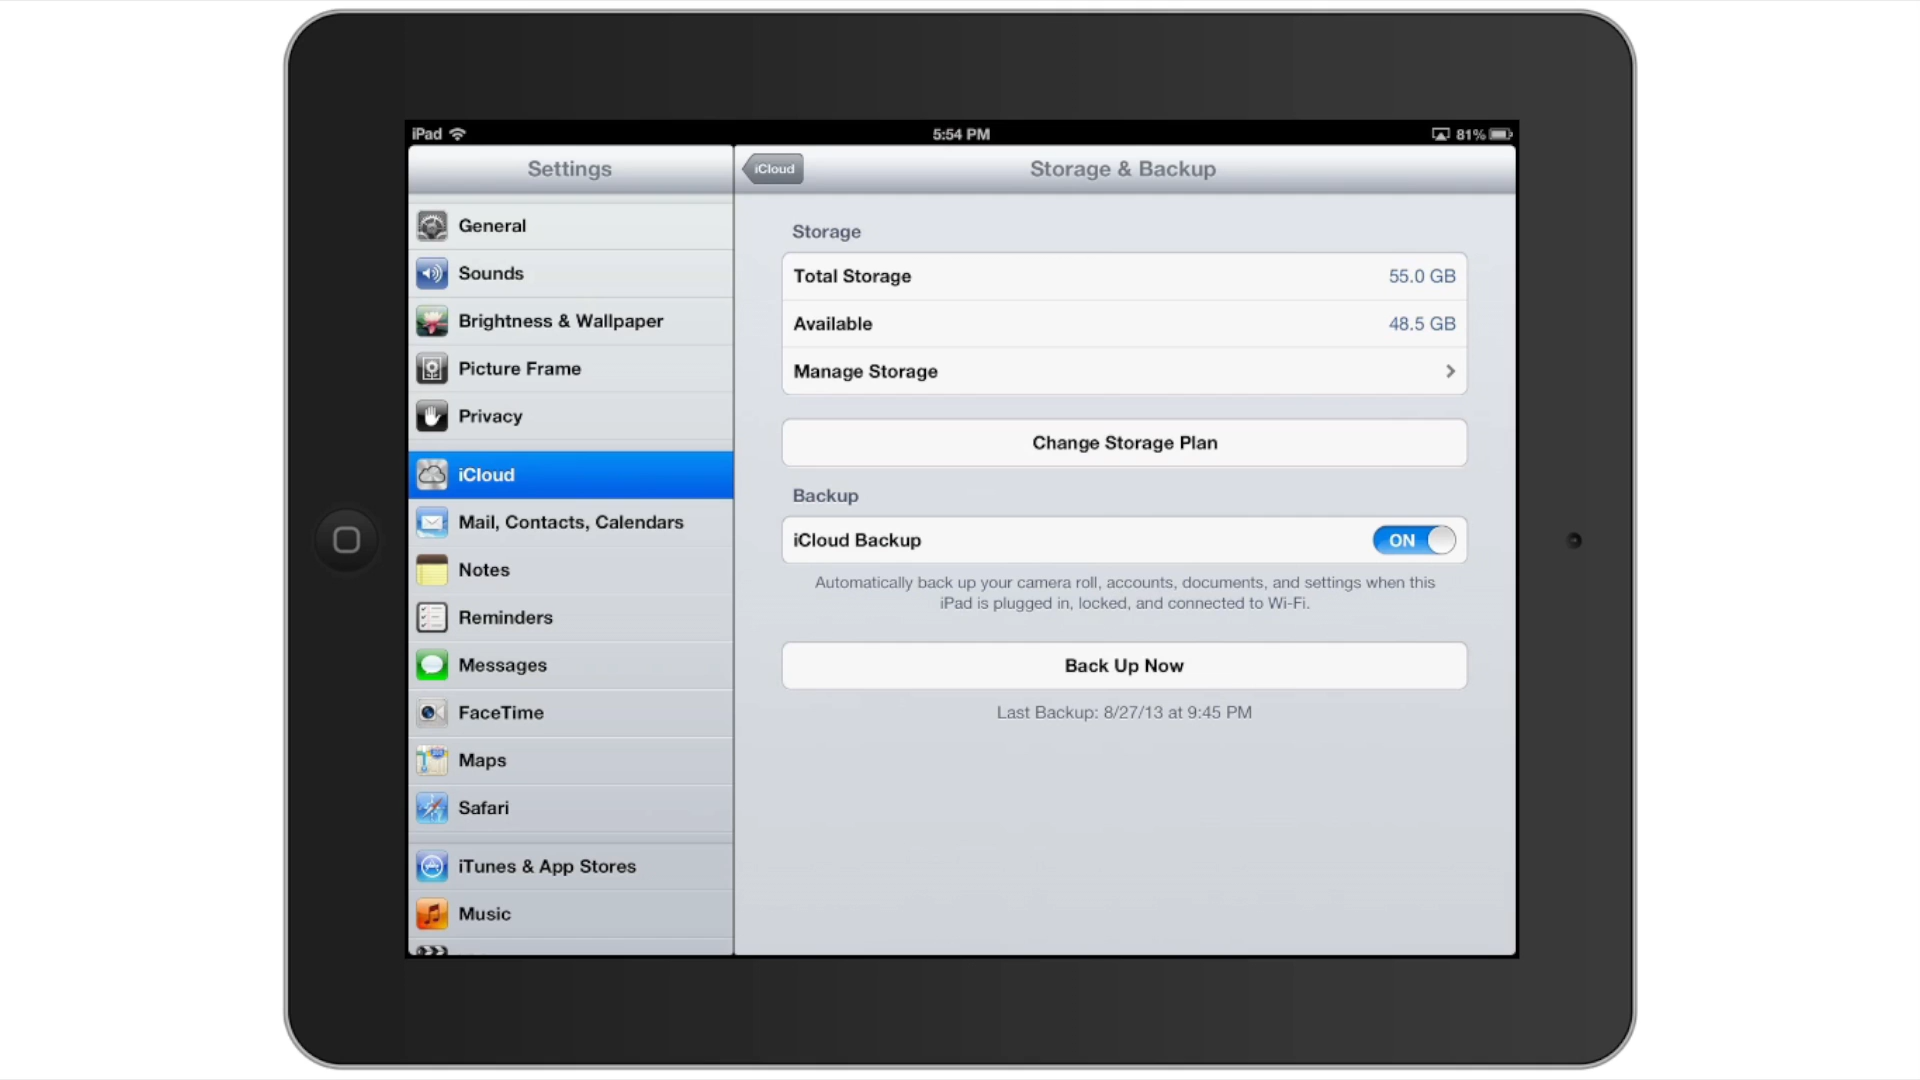 iPad
5:54 PM
81%
Settings
iCloud
Storage & Backup
General
Sounds
Brightness & Wallpaper
Picture Frame
Privacy
iCloud
Mail, Contacts, Calendars
Notes
Reminders
Messages
FaceTime
Maps
Safari
iTunes & App Stores
Music
Storage
Total Storage 55.0 GB
Available 48.5 GB
Manage Storage
Change Storage Plan
Backup
iCloud Backup ON
Automatically back up your camera roll, accounts, documents, and settings when this
iPad is plugged in, locked, and connected to Wi-Fi.
Back Up Now
Last Backup: 8/27/13 at 9:45 PM